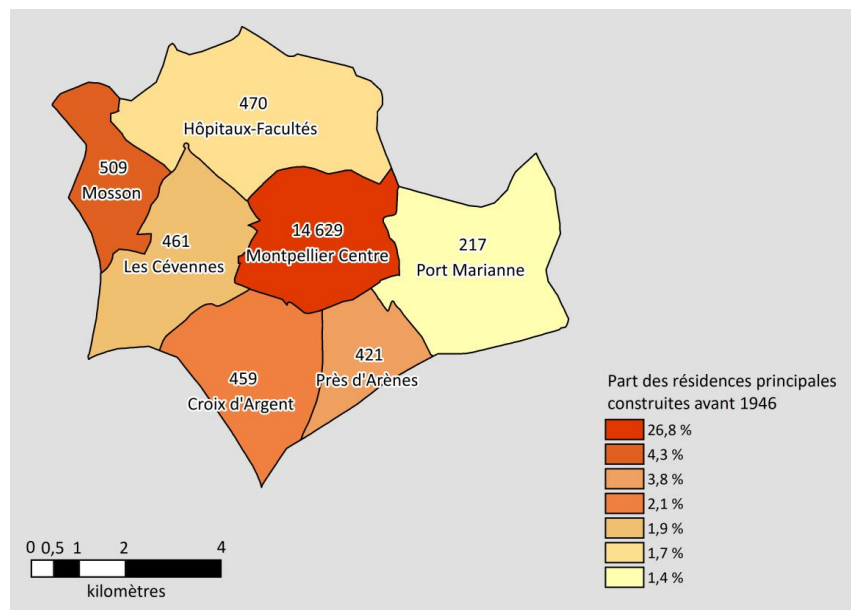 470
Hôpitaux-Facultés
509
Mosson
461
Les Cévennes
14 629
Montpellier Centre
217
Port Marianne
459
Croix d'Argent
421
Près d'Arènes
Part des résidences principales
construites avant 1946
26,8 %
4,3 %
3,8 %
2,1 %
1,9 %
1,7 %
1,4 %
0 0,5 1 2 4
kilomètres